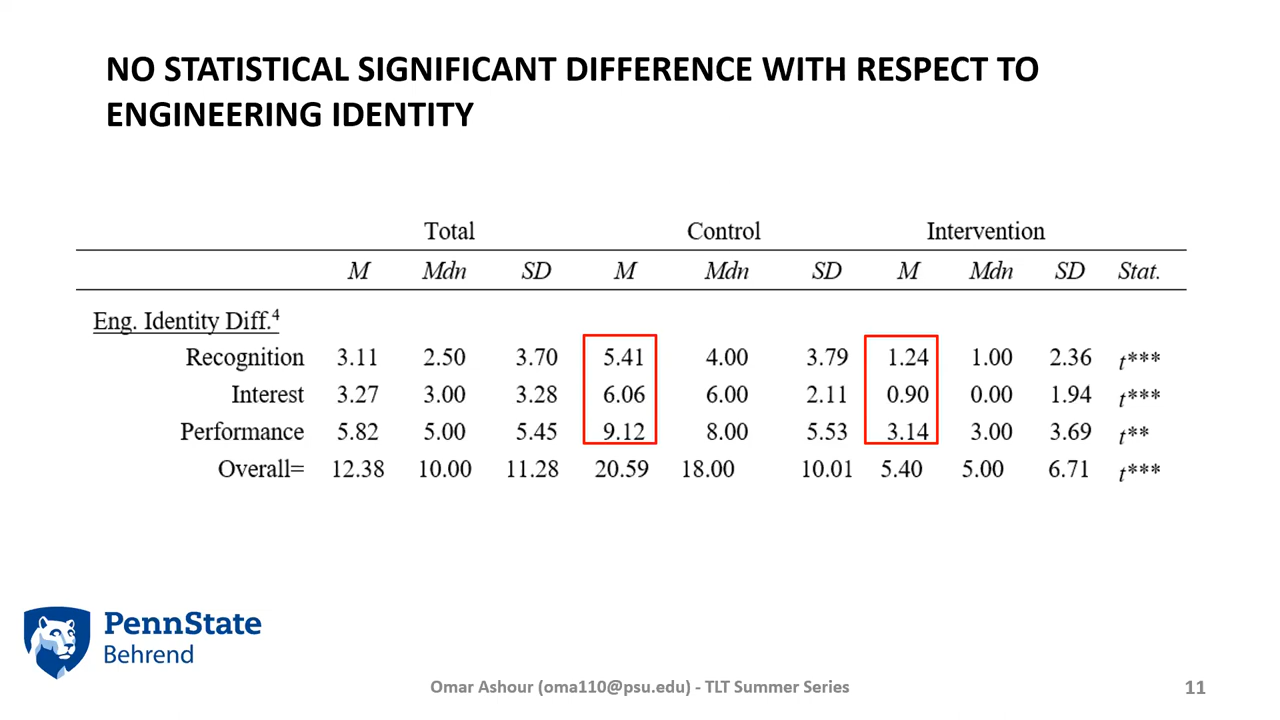 NO STATISTICAL SIGNIFICANT DIFFERENCE WITH RESPECT TO
ENGINEERING IDENTITY
Total Control Intervention
M Mdn SD M Mdn SD M Mdn SD Stat.
Eng. Identity Diff.4
Recognition 3.11 2.50 3.70 5.41 4.00 3.79 1.24 1.00 2.36 t***
Interest 3.27 3.00 3.28 6.06 6.00 2.11 0.90 0.00 1.94 t***
Performance 5.82 5.00 5.45 9.12 8.00 5.53 3.14 3.00 3.69 t**
Overall= 12.38 10.00 11.28 20.59 18.00 10.01 5.40 5.00 6.71 t***
PennState
Behrend
Omar Ashour (oma110@psu.edu) - TLT Summer Series 11